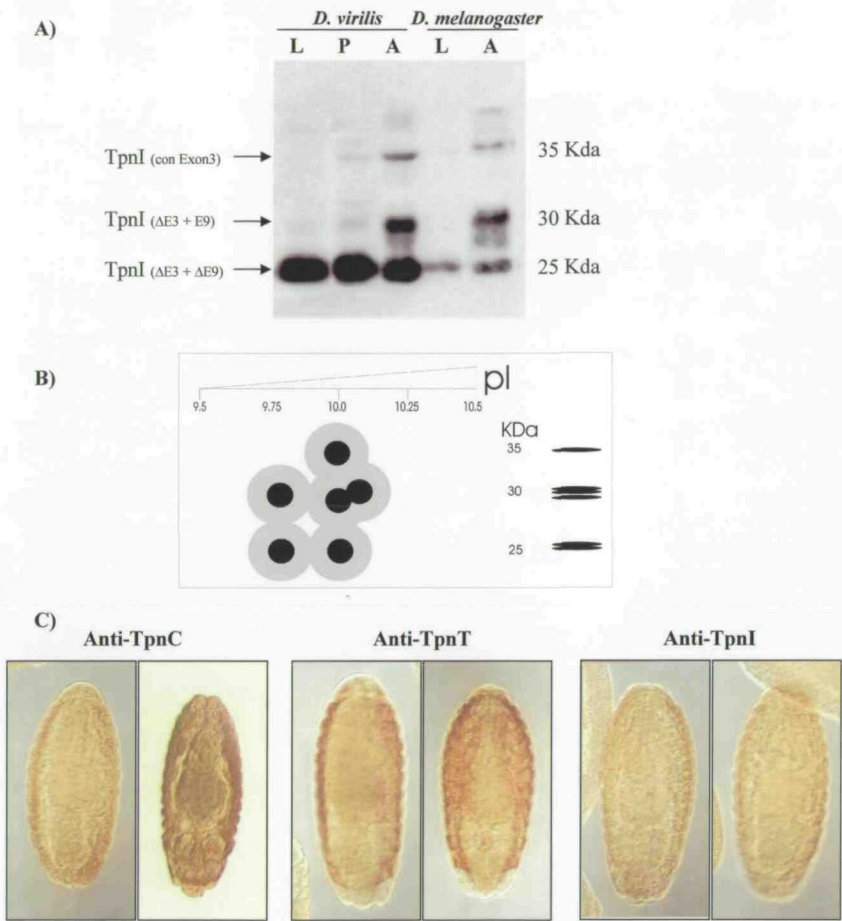 A)
D. virilis D. melanogaster
L P A L A
TpnI (con Exon3) 35 Kda
TpnI (ΔE3 + E9) 30 Kda
TpnI (ΔE3 + ΔE9) 25 Kda
B)
pI
9.5 9.75 10.0 10.25 10.5
KDa
35
30
25
C)
Anti-TpnC Anti-TpnT Anti-TpnI